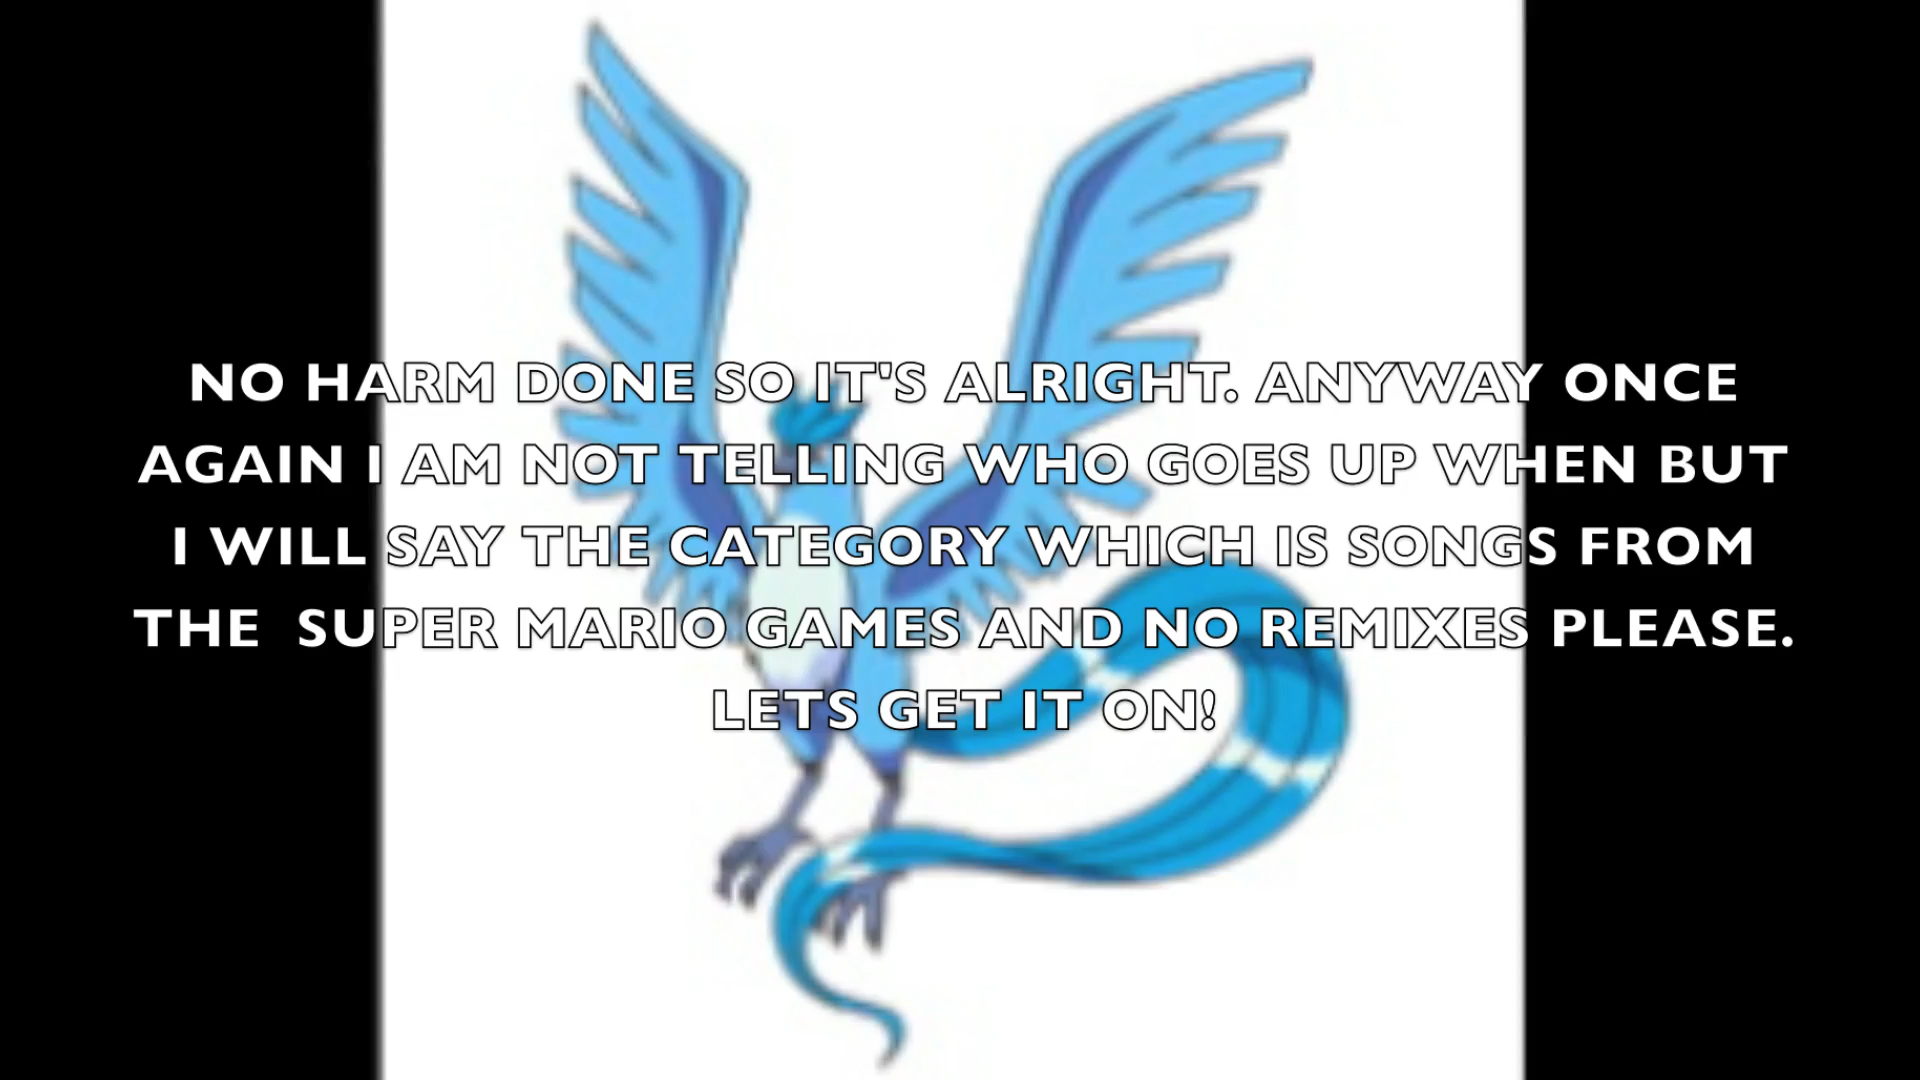 NO HARM DONE SO IT'S ALRIGHT. ANYWAY ONCE
AGAIN I AM NOT TELLING WHO GOES UP WHEN BUT
I WILL SAY THE CATEGORY WHICH IS SONGS FROM
THE  SUPER MARIO GAMES AND NO REMIXES PLEASE.
LETS GET IT ON!